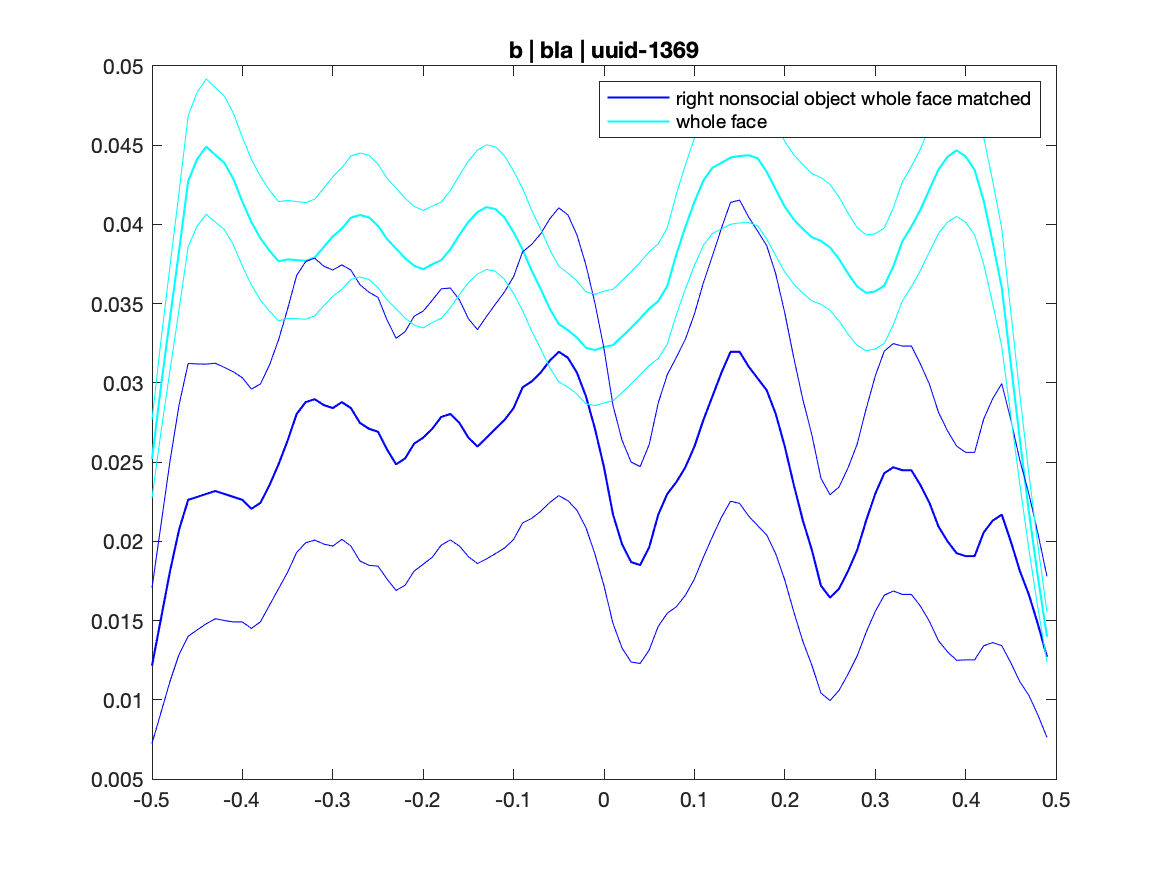 b | bla | uuid-1369
right nonsocial object whole face matched
whole face
0.05
0.045
0.04
0.035
0.03
0.025
0.02
0.015
0.01
0.005
-0.5 -0.4 -0.3 -0.2 -0.1 0 0.1 0.2 0.3 0.4 0.5